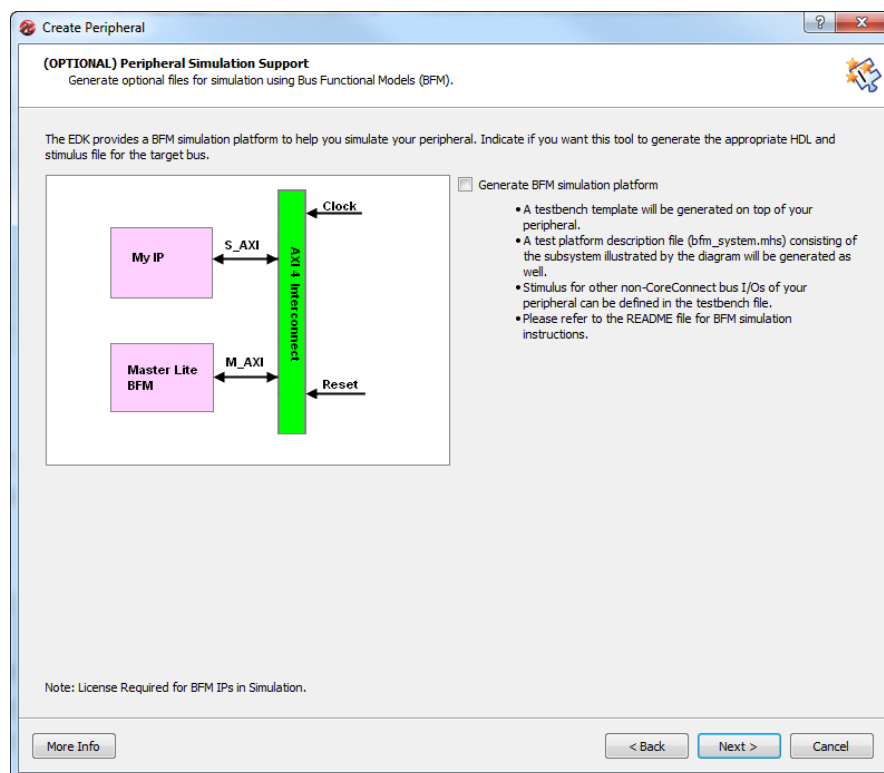 Create Peripheral
(OPTIONAL) Peripheral Simulation Support
Generate optional files for simulation using Bus Functional Models (BFM).
The EDK provides a BFM simulation platform to help you simulate your peripheral. Indicate if you want this tool to generate the appropriate HDL and
stimulus file for the target bus.
My IP
S_AXI
Master Lite
BFM
M_AXI
AXI 4 Interconnect
Clock
Reset
Generate BFM simulation platform
• A testbench template will be generated on top of your
peripheral.
• A test platform description file (bfm_system.mhs) consisting of
the subsystem illustrated by the diagram will be generated as
well.
• Stimulus for other non-CoreConnect bus I/Os of your
peripheral can be defined in the testbench file.
• Please refer to the README file for BFM simulation
instructions.
Note: License Required for BFM IPs in Simulation.
More Info
< Back
Next >
Cancel